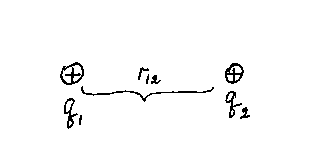 ⊕ r₁₂ ⊕
q₁ q₂